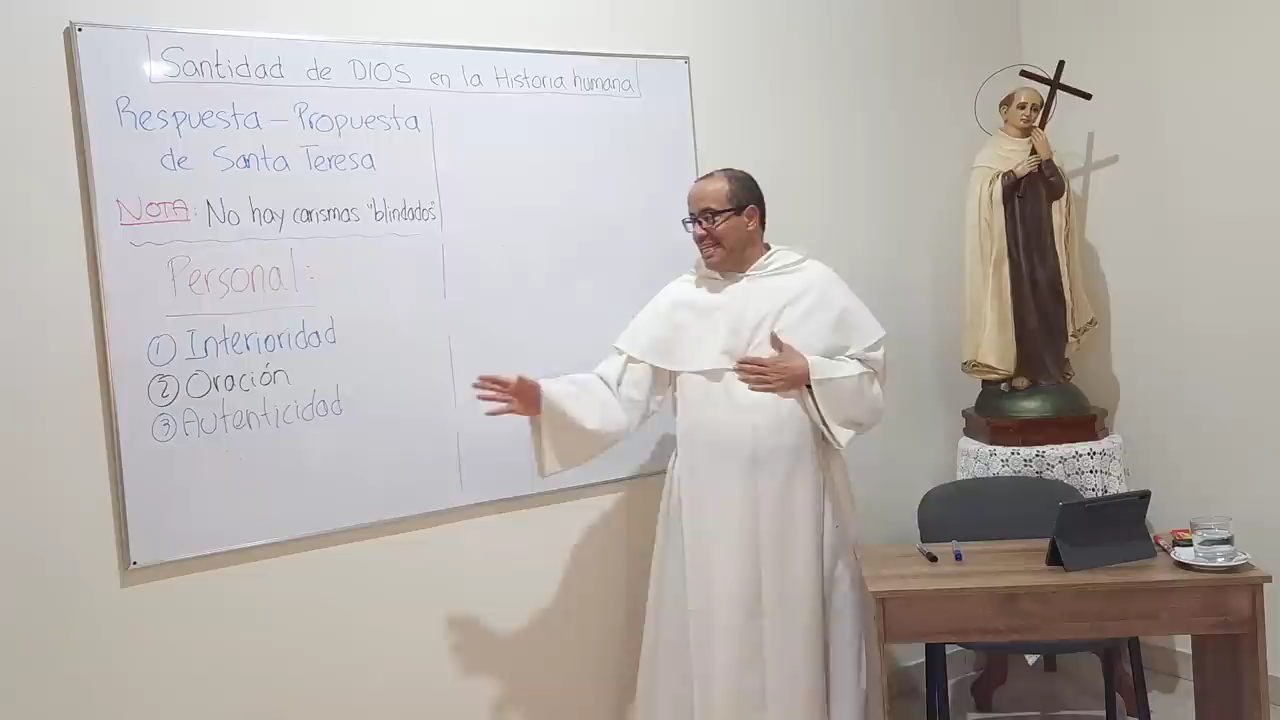 Santidad de DIOS en la Historia humana
Respuesta – Propuesta
de Santa Teresa
NOTA: No hay carismas "blindados"
Personal:
① Interioridad
② Oración
③ Autenticidad